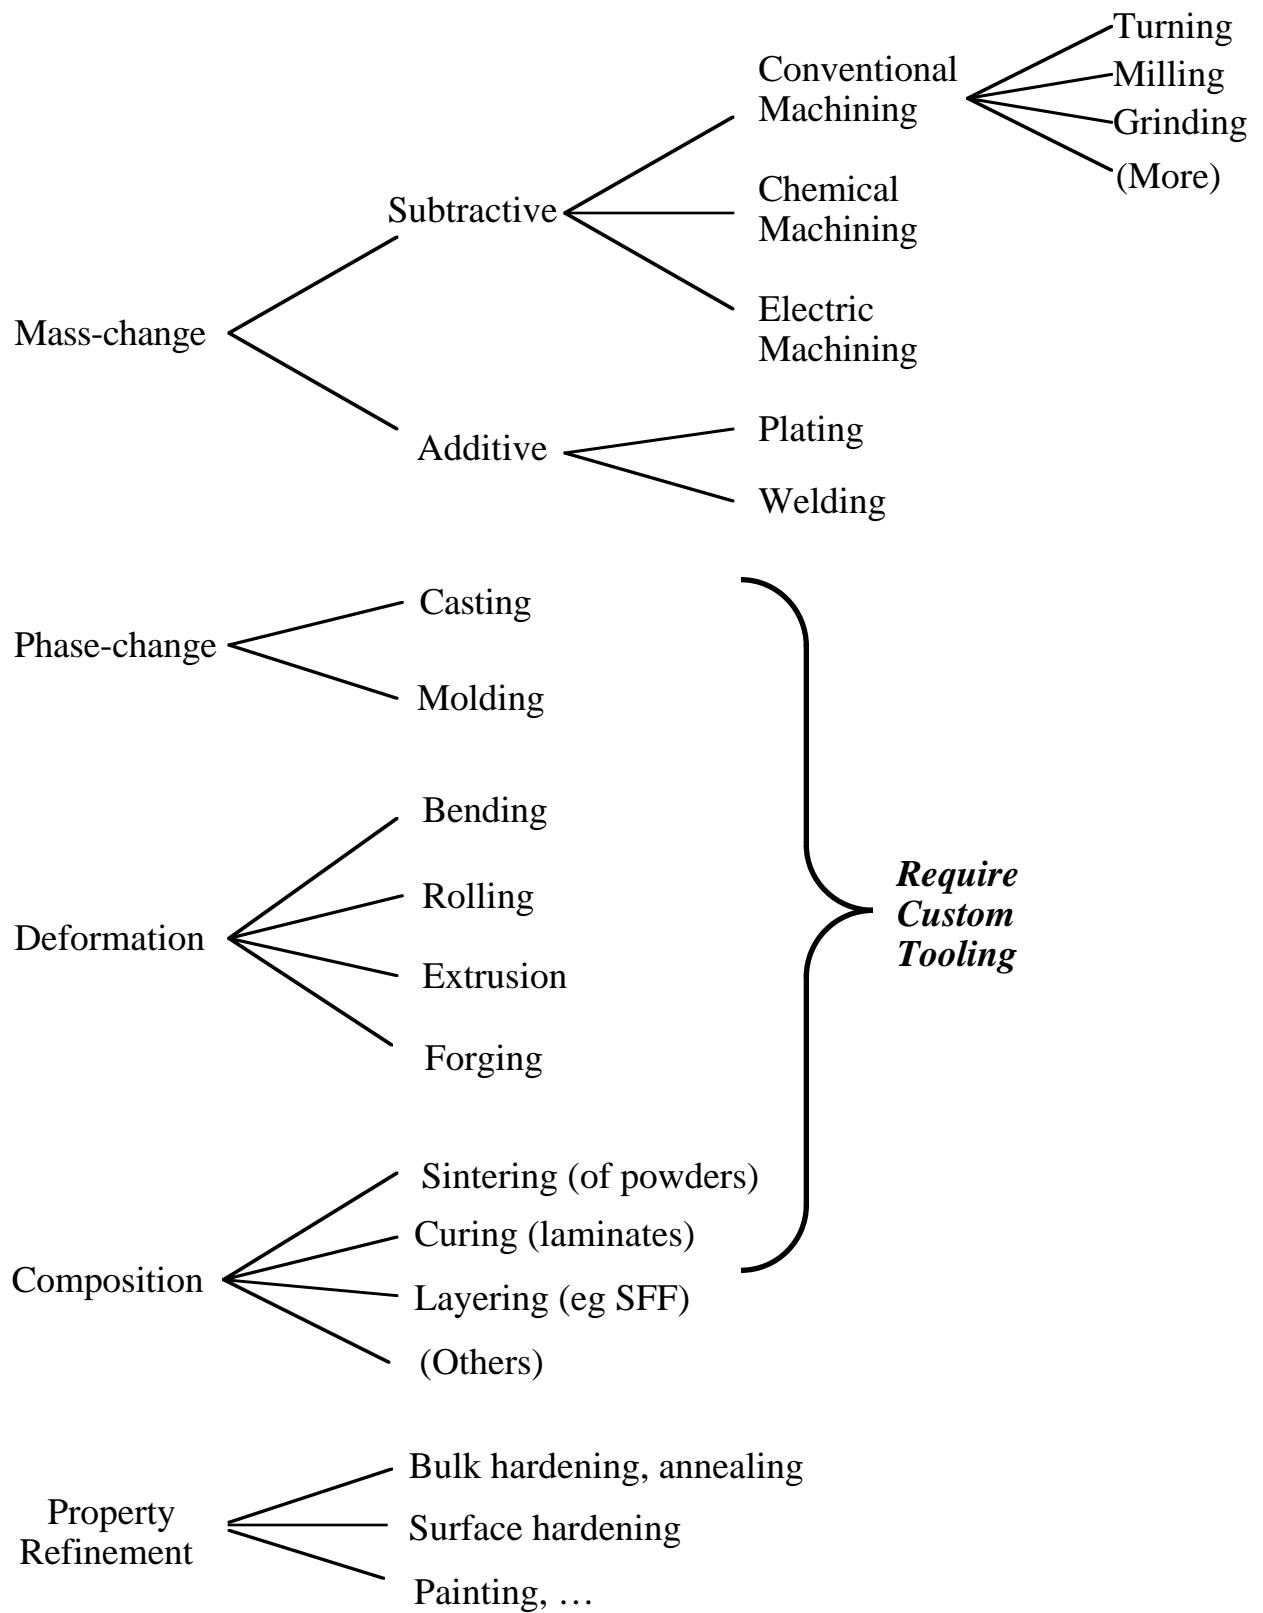 Turning
Conventional
Machining
Milling
Grinding
(More)
Chemical
Machining
Subtractive
Electric
Machining
Mass-change
Plating
Additive
Welding
Casting
Phase-change
Molding
Bending
Require
Custom
Tooling
Rolling
Deformation
Extrusion
Forging
Sintering (of powders)
Curing (laminates)
Composition
Layering (eg SFF)
(Others)
Bulk hardening, annealing
Property
Refinement
Surface hardening
Painting, …